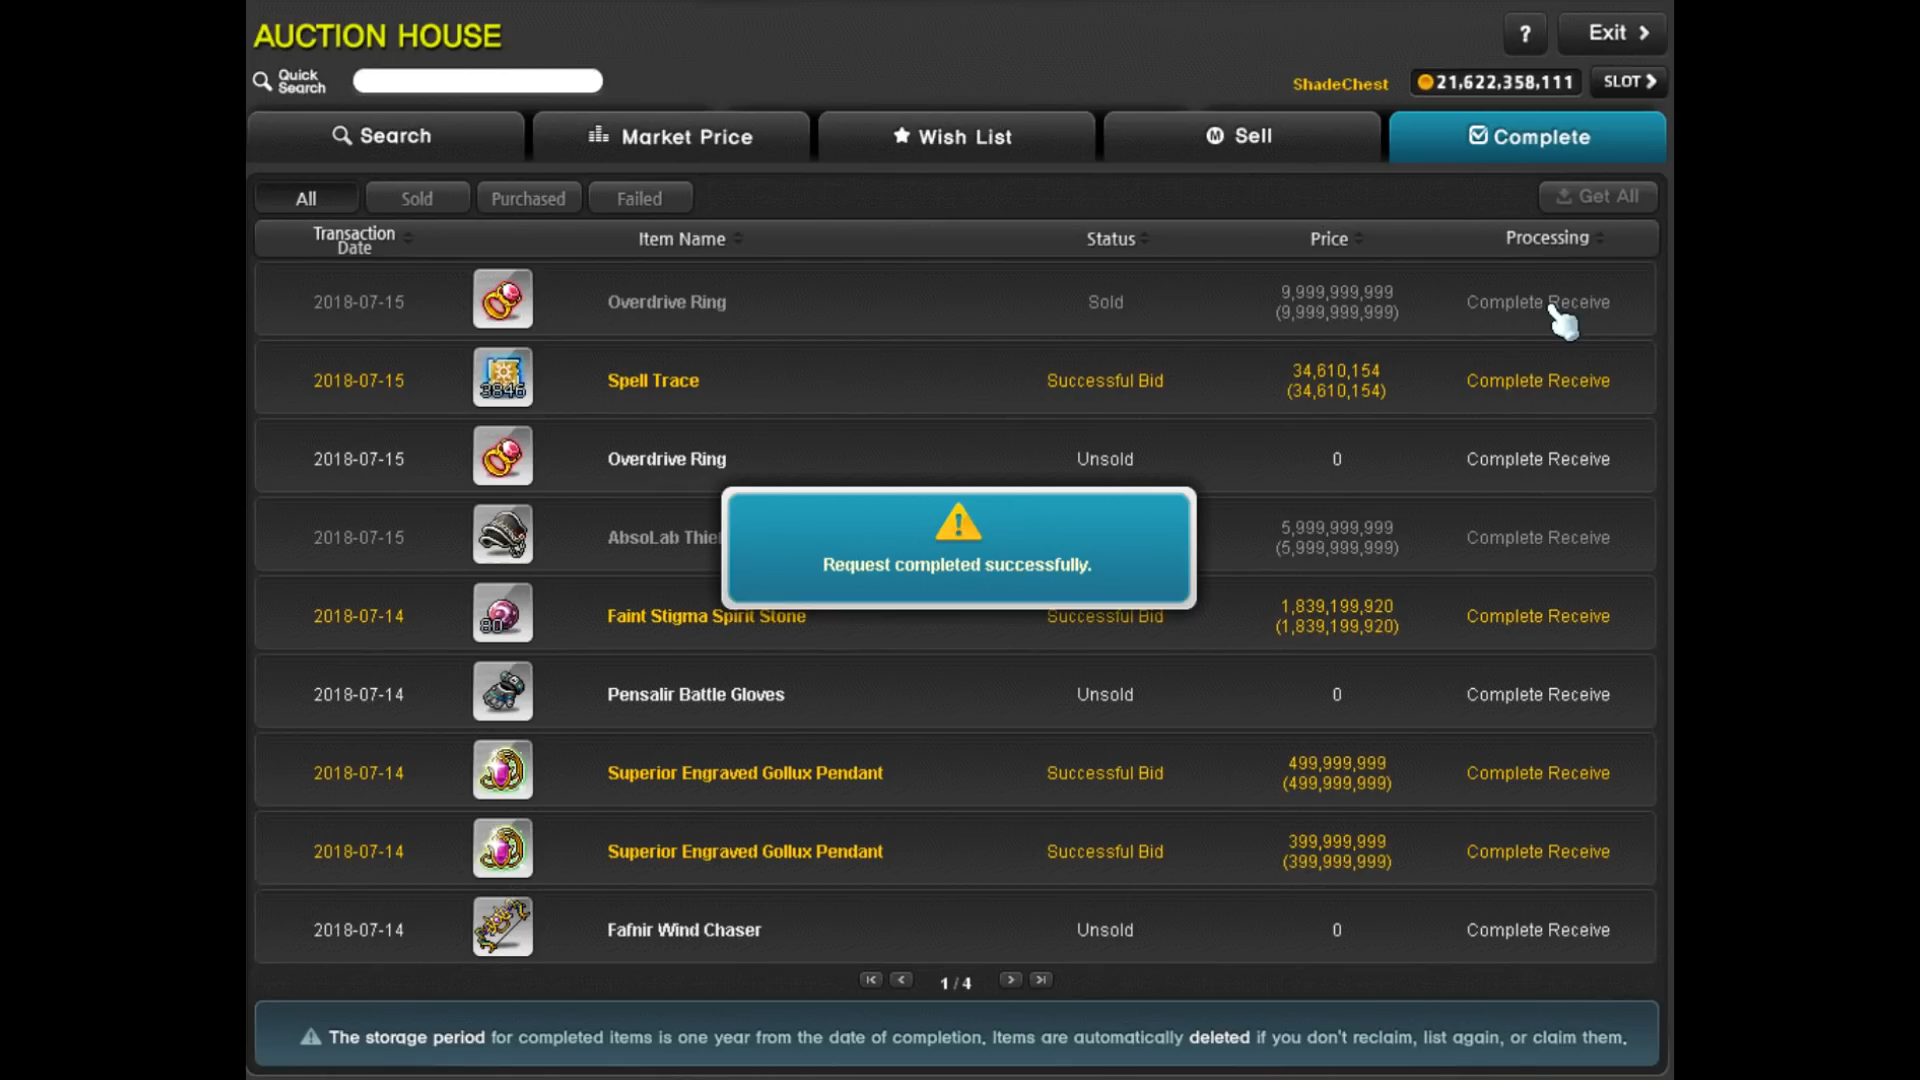 AUCTION HOUSE
?
Exit
Quick Search
ShadeChest
21,622,358,111
SLOT
Search
Market Price
Wish List
Sell
Complete
All
Sold
Purchased
Failed
Get All
Transaction Date
Item Name
Status
Price
Processing
2018-07-15
Overdrive Ring
Sold
9,999,999,999
(9,999,999,999)
Complete Receive
2018-07-15
3846
Spell Trace
Successful Bid
34,610,154
(34,610,154)
Complete Receive
2018-07-15
Overdrive Ring
Unsold
0
Complete Receive
2018-07-15
AbsoLab
5,999,999,999
(5,999,999,999)
Complete Receive
Request completed successfully.
2018-07-14
80
Faint Stigma Spirit Stone
Successful Bid
1,839,199,920
(1,839,199,920)
Complete Receive
2018-07-14
Pensalir Battle Gloves
Unsold
0
Complete Receive
2018-07-14
Superior Engraved Gollux Pendant
Successful Bid
499,999,999
(499,999,999)
Complete Receive
2018-07-14
Superior Engraved Gollux Pendant
Successful Bid
399,999,999
(399,999,999)
Complete Receive
2018-07-14
Fafnir Wind Chaser
Unsold
0
Complete Receive
1 / 4
The storage period for completed items is one year from the date of completion. Items are automatically deleted if you don't reclaim, list again, or claim them.